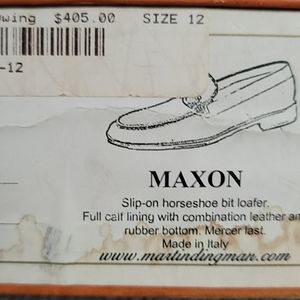 wing $405.00 SIZE 12
-12
MAXON
Slip-on horseshoe bit loafer.
Full calf lining with combination leather an
rubber bottom. Mercer last.
Made in Italy
www.martindingman.com